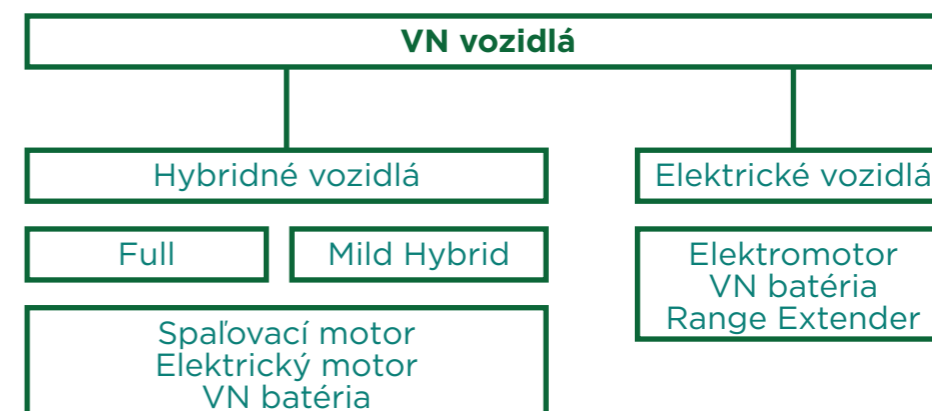 VN vozidlá
Hybridné vozidlá
Elektrické vozidlá
Full
Mild Hybrid
Elektromotor
VN batéria
Range Extender
Spaľovací motor
Elektrický motor
VN batéria